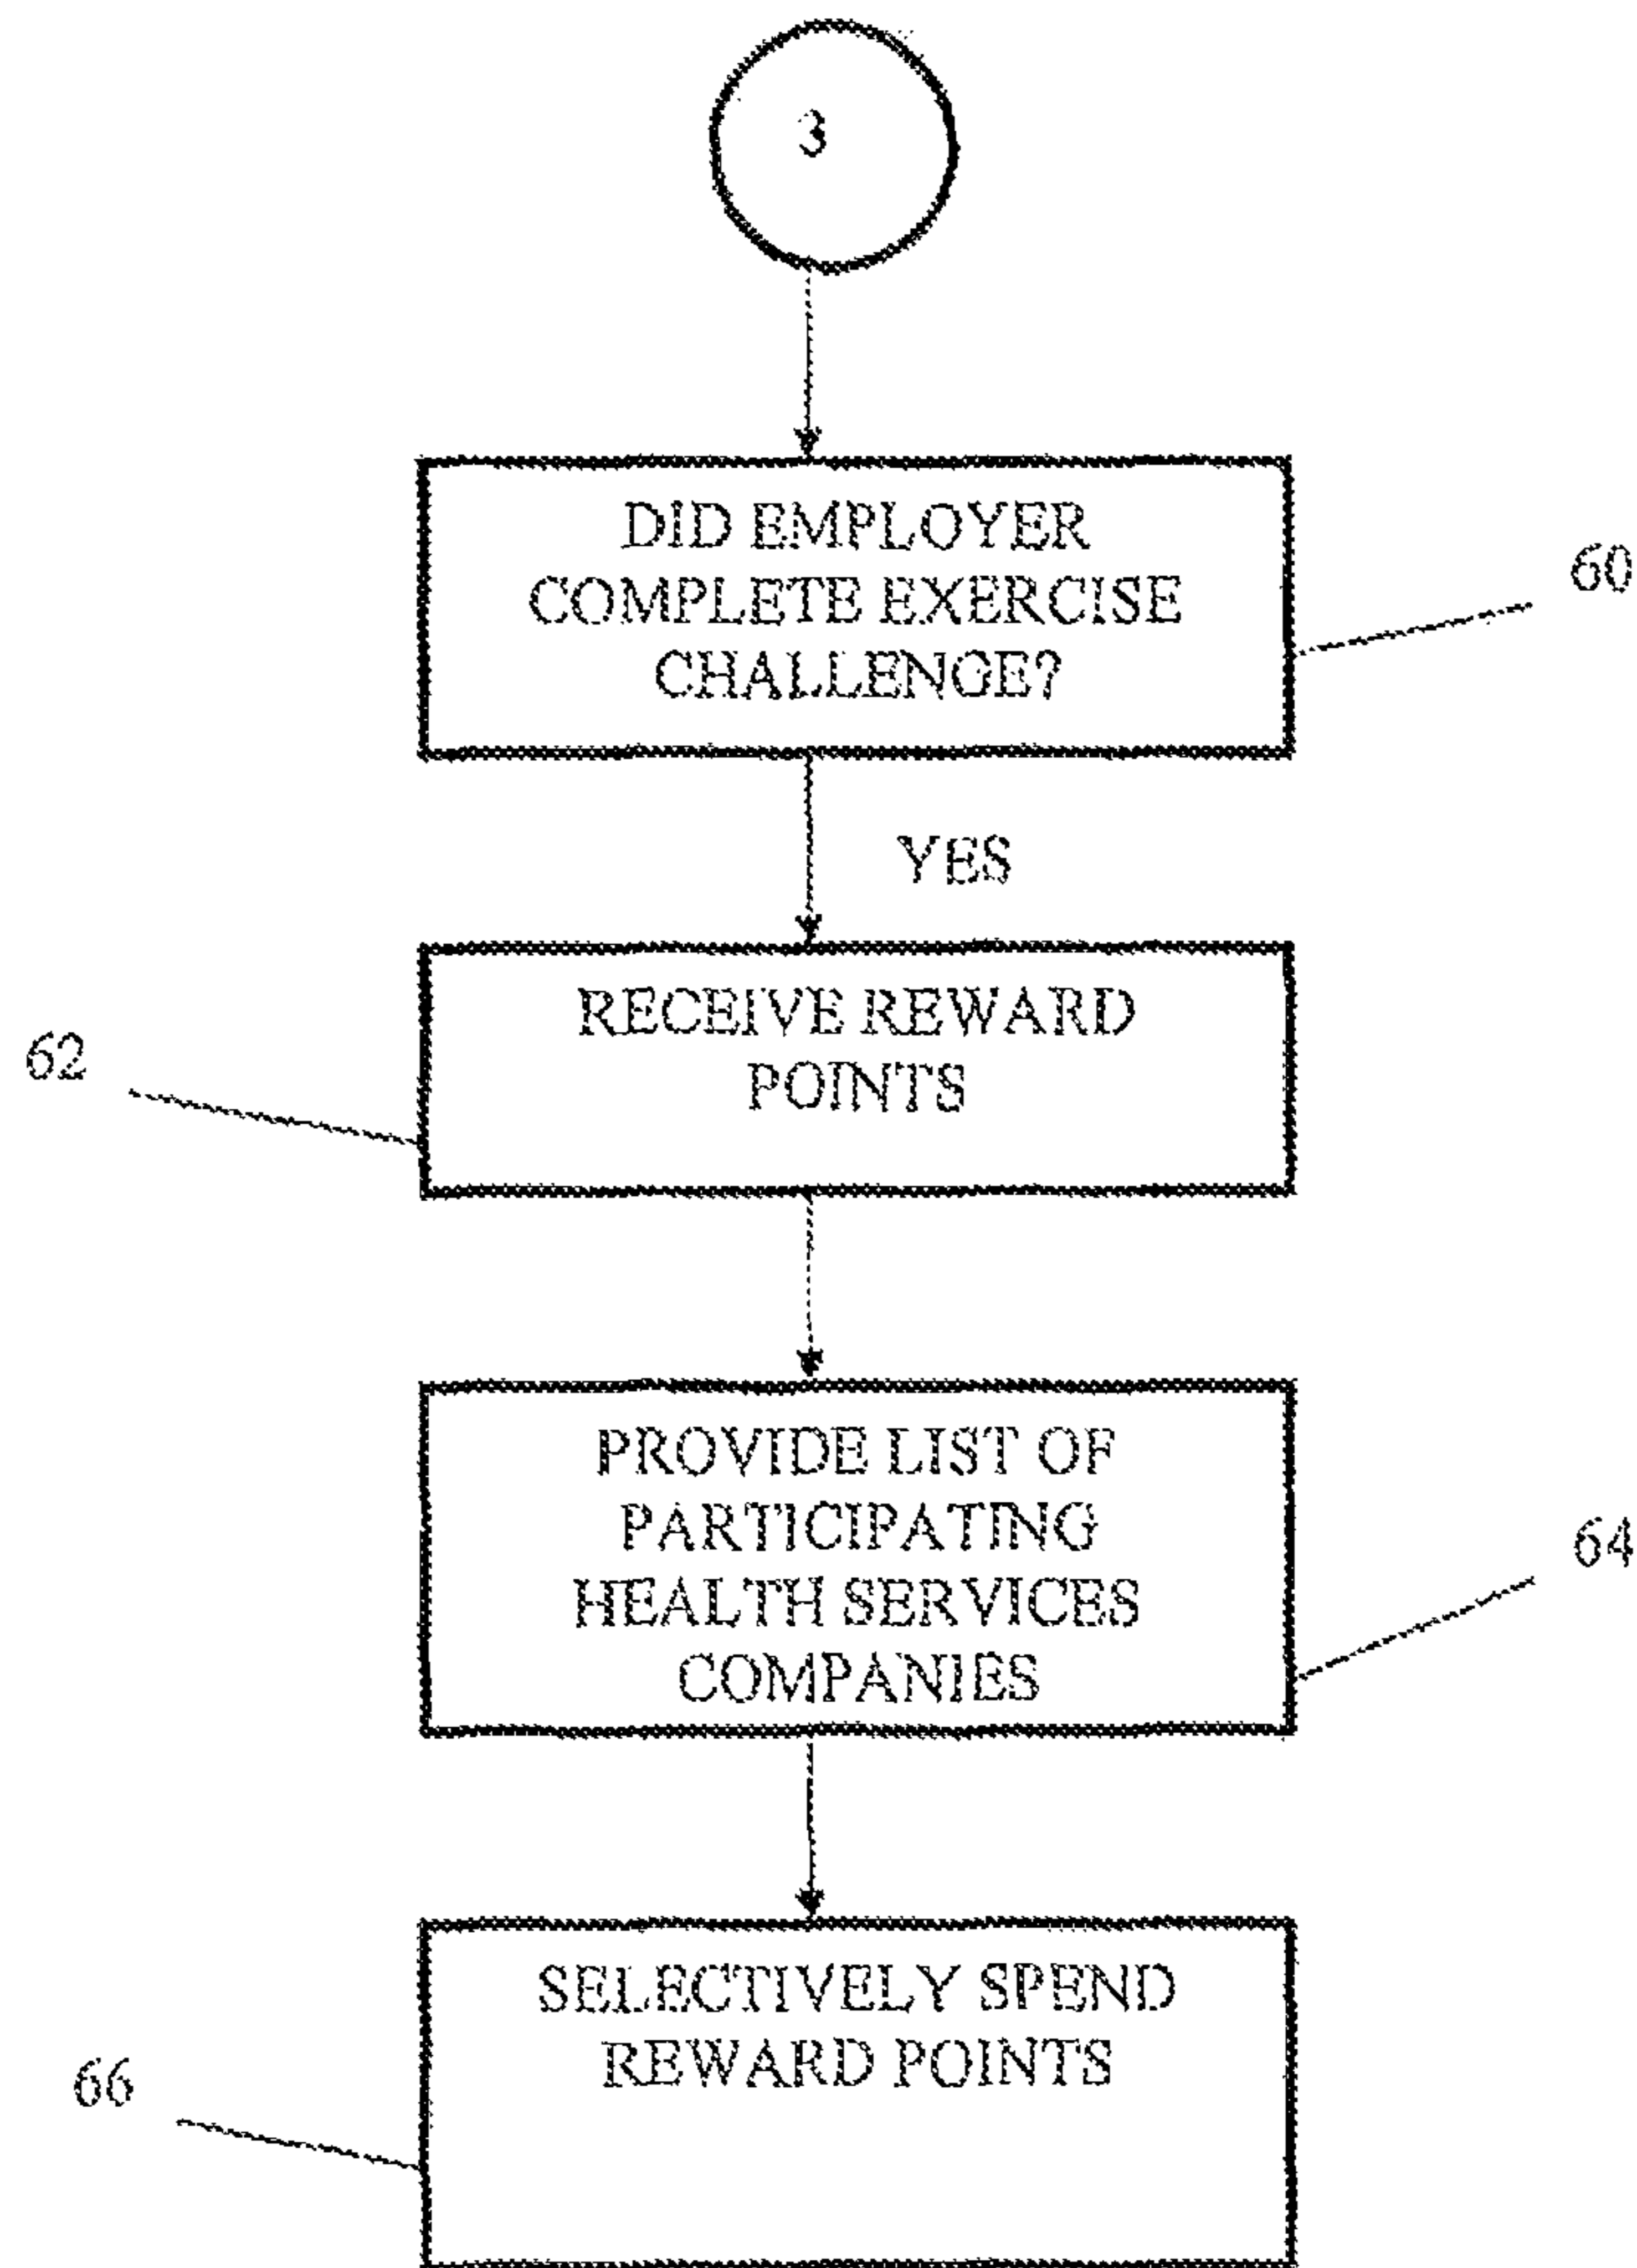 3
DID EMPLOYER
COMPLETE EXERCISE
CHALLENGE?
60
YES
RECEIVE REWARD
POINTS
62
PROVIDE LIST OF
PARTICIPATING
HEALTH SERVICES
COMPANIES
64
SELECTIVELY SPEND
REWARD POINTS
66